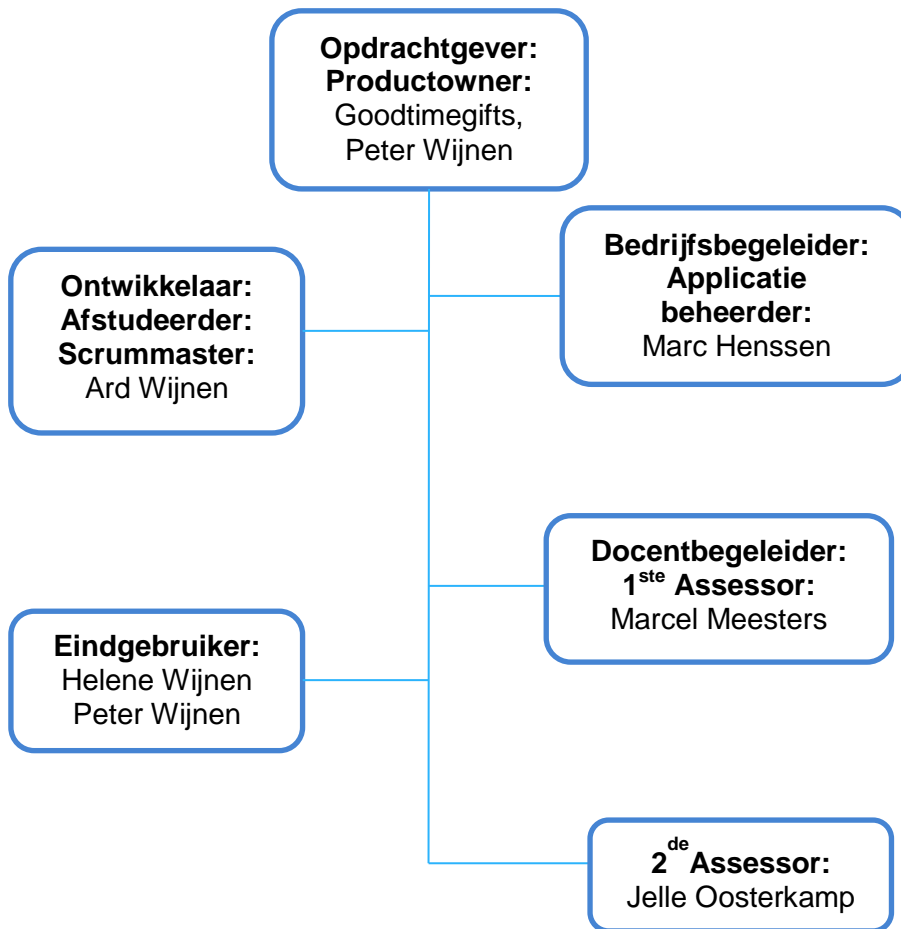 Opdrachtgever:
Productowner:
Goodtimegifts,
Peter Wijnen
Bedrijfsbegeleider:
Applicatie
beheerder:
Marc Henssen
Ontwikkelaar:
Afstudeerder:
Scrummaster:
Ard Wijnen
Docentbegeleider:
1ste Assessor:
Marcel Meesters
Eindgebruiker:
Helene Wijnen
Peter Wijnen
2de Assessor:
Jelle Oosterkamp